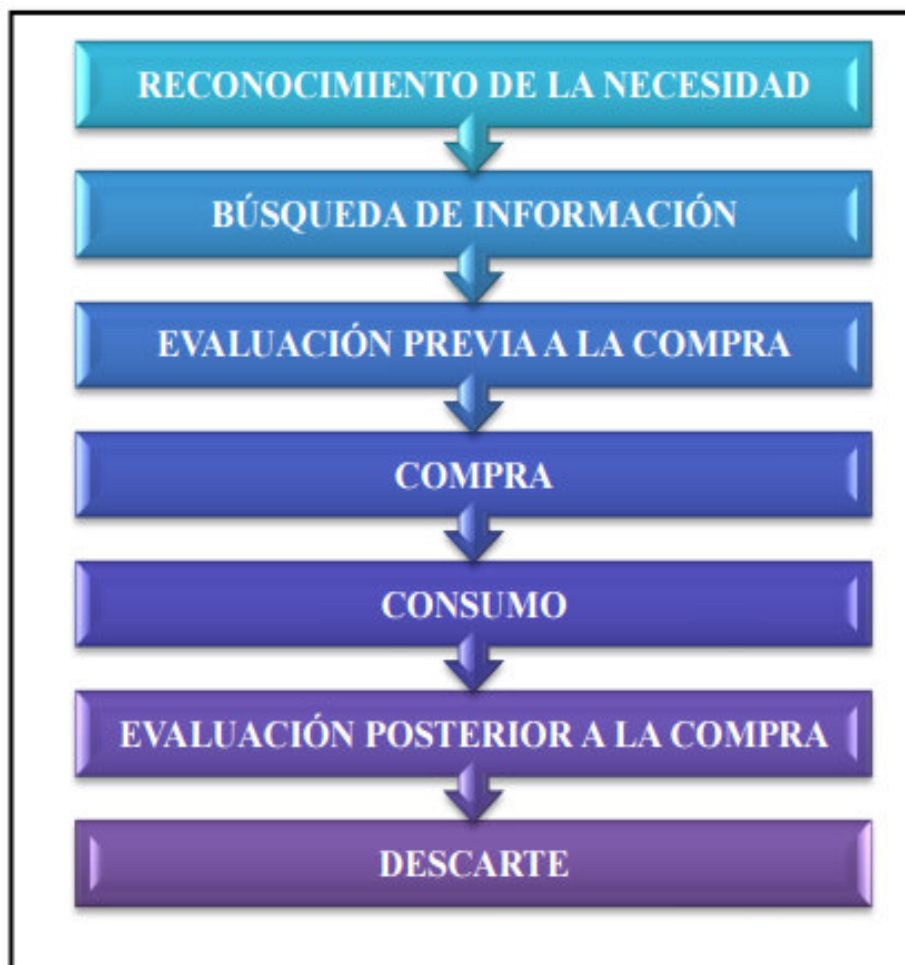 RECONOCIMIENTO DE LA NECESIDAD
BÚSQUEDA DE INFORMACIÓN
EVALUACIÓN PREVIA A LA COMPRA
COMPRA
CONSUMO
EVALUACIÓN POSTERIOR A LA COMPRA
DESCARTE